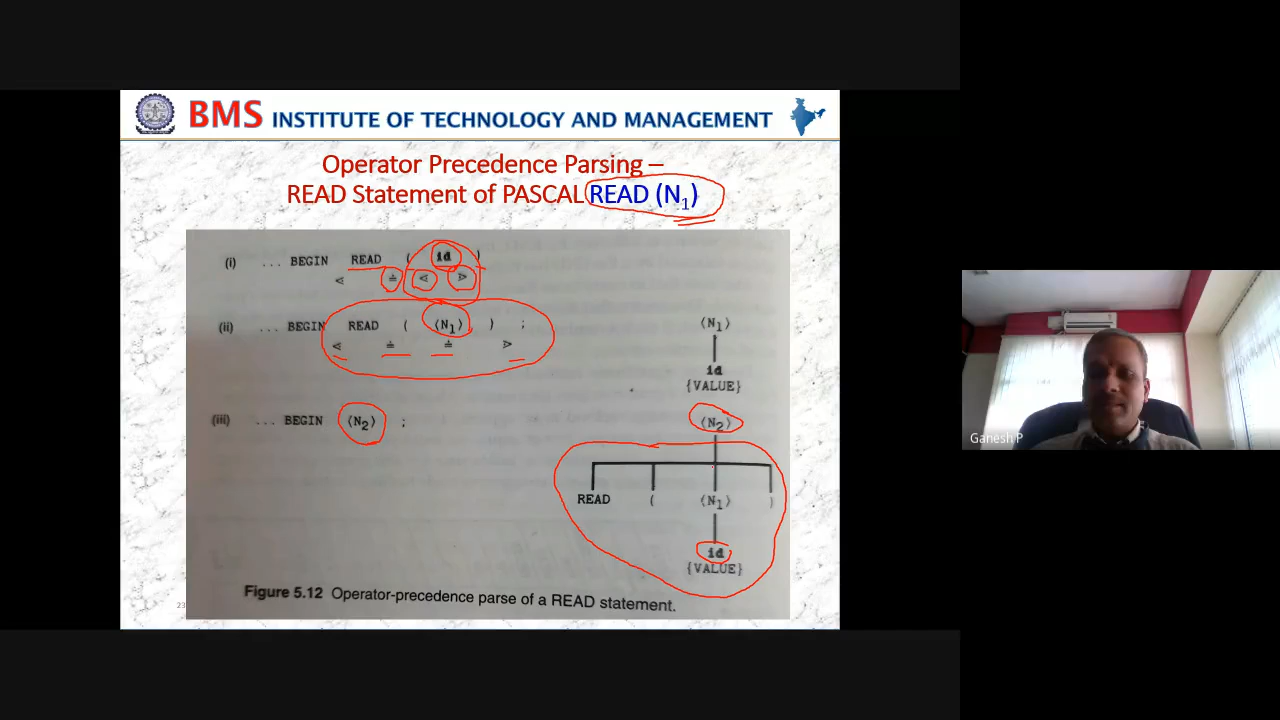 BMS INSTITUTE OF TECHNOLOGY AND MANAGEMENT
Operator Precedence Parsing –
READ Statement of PASCAL READ (N₁)
(i) ... BEGIN READ ( id )
⋖ ≐ ⋖ ⋗
(ii) ... BEGIN READ ( ⟨N₁⟩ ) ;
⋖ ≐ ≐ ⋗
⟨N₁⟩
id
{VALUE}
(iii) ... BEGIN ⟨N₂⟩ ;
⟨N₂⟩
READ ( ⟨N₁⟩ )
id
{VALUE}
Figure 5.12 Operator-precedence parse of a READ statement.
23
Ganesh P